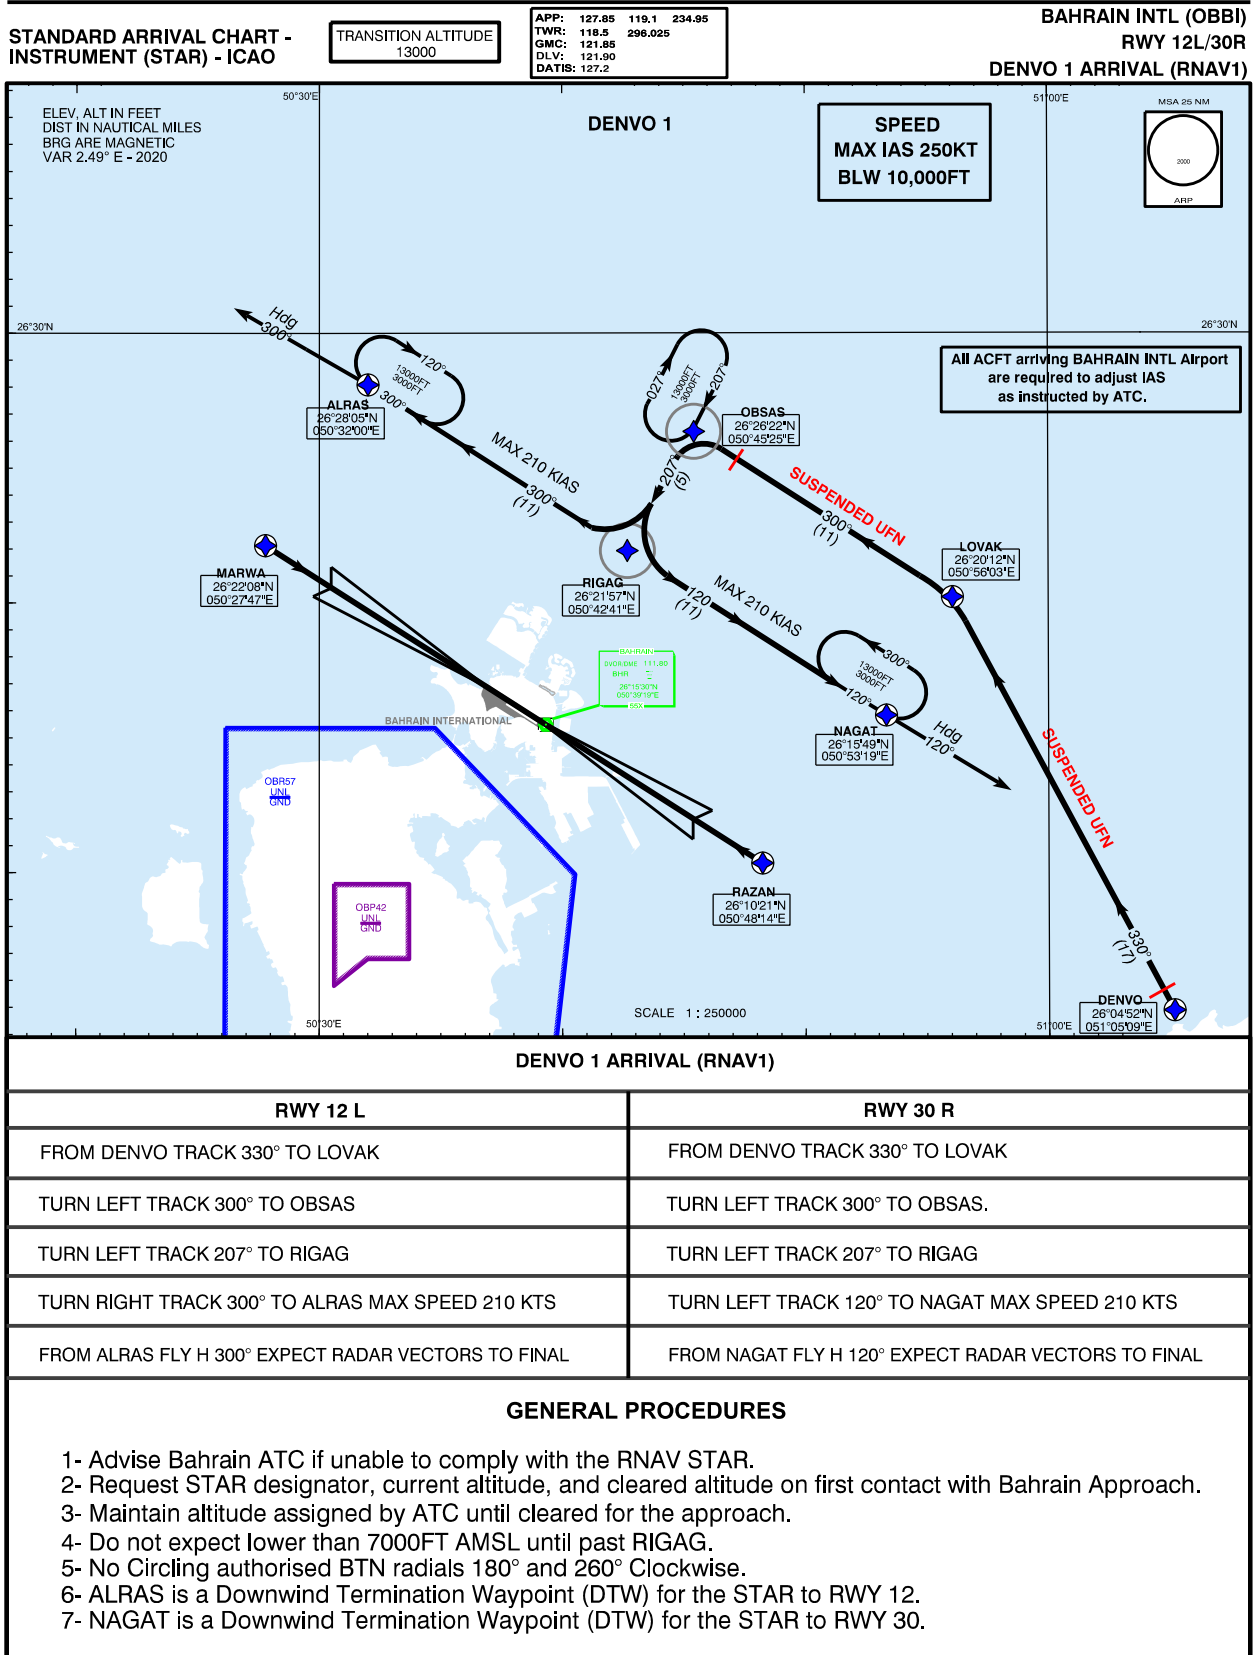 STANDARD ARRIVAL CHART -
INSTRUMENT (STAR) - ICAO
TRANSITION ALTITUDE
13000
APP: 127.85 119.1 234.95
TWR: 118.5 296.025
GMC: 121.85
DLV: 121.90
DATIS: 127.2
BAHRAIN INTL (OBBI)
RWY 12L/30R
DENVO 1 ARRIVAL (RNAV1)
50°30'E
51°00'E
ELEV, ALT IN FEET
DIST IN NAUTICAL MILES
BRG ARE MAGNETIC
VAR 2.49° E - 2020
DENVO 1
SPEED
MAX IAS 250KT
BLW 10,000FT
MSA 25 NM
2000
ARP
26°30'N
26°30'N
Hdg
300°
120°
13000FT
3000FT
300°
ALRAS
26°28'05"N
050°32'00"E
027°
13000FT
3000FT
207°
OBSAS
26°26'22"N
050°45'25"E
All ACFT arriving BAHRAIN INTL Airport
are required to adjust IAS
as instructed by ATC.
MAX 210 KIAS
300°
(11)
207°
(5)
SUSPENDED UFN
300°
(11)
MARWA
26°22'08"N
050°27'47"E
RIGAG
26°21'57"N
050°42'41"E
LOVAK
26°20'12"N
050°56'03"E
MAX 210 KIAS
120
(11)
300°
13000FT
3000FT
120°
NAGAT
26°15'49"N
050°53'19"E
Hdg
120°
BAHRAIN
DVOR/DME 111.80
BHR
26°15'30"N
050°39'19"E
55X
BAHRAIN INTERNATIONAL
SUSPENDED UFN
OBR57
UNL
GND
OBP42
UNL
GND
RAZAN
26°10'21"N
050°48'14"E
330°
(17)
DENVO
26°04'52"N
051°05'09"E
SCALE 1 : 250000
50°30'E
51°00'E
DENVO 1 ARRIVAL (RNAV1)
RWY 12 L
RWY 30 R
FROM DENVO TRACK 330° TO LOVAK
FROM DENVO TRACK 330° TO LOVAK
TURN LEFT TRACK 300° TO OBSAS
TURN LEFT TRACK 300° TO OBSAS.
TURN LEFT TRACK 207° TO RIGAG
TURN LEFT TRACK 207° TO RIGAG
TURN RIGHT TRACK 300° TO ALRAS MAX SPEED 210 KTS
TURN LEFT TRACK 120° TO NAGAT MAX SPEED 210 KTS
FROM ALRAS FLY H 300° EXPECT RADAR VECTORS TO FINAL
FROM NAGAT FLY H 120° EXPECT RADAR VECTORS TO FINAL
GENERAL PROCEDURES
1- Advise Bahrain ATC if unable to comply with the RNAV STAR.
2- Request STAR designator, current altitude, and cleared altitude on first contact with Bahrain Approach.
3- Maintain altitude assigned by ATC until cleared for the approach.
4- Do not expect lower than 7000FT AMSL until past RIGAG.
5- No Circling authorised BTN radials 180° and 260° Clockwise.
6- ALRAS is a Downwind Termination Waypoint (DTW) for the STAR to RWY 12.
7- NAGAT is a Downwind Termination Waypoint (DTW) for the STAR to RWY 30.